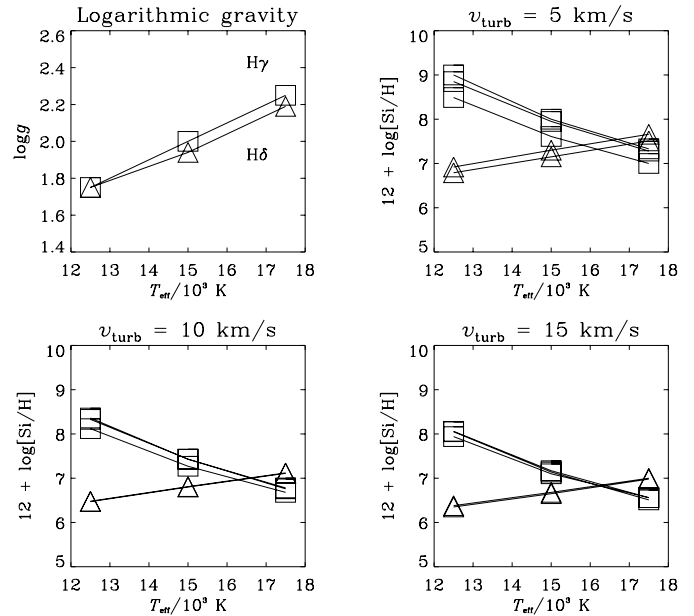 Logarithmic gravity
2.6
2.4
2.2
2.0
1.8
1.6
1.4
logg
Hγ
Hδ
12 13 14 15 16 17 18
T_eff/10³ K
v_turb = 5 km/s
10
9
8
7
6
5
12 + log[Si/H]
12 13 14 15 16 17 18
T_eff/10³ K
v_turb = 10 km/s
10
9
8
7
6
5
12 + log[Si/H]
12 13 14 15 16 17 18
T_eff/10³ K
v_turb = 15 km/s
10
9
8
7
6
5
12 + log[Si/H]
12 13 14 15 16 17 18
T_eff/10³ K